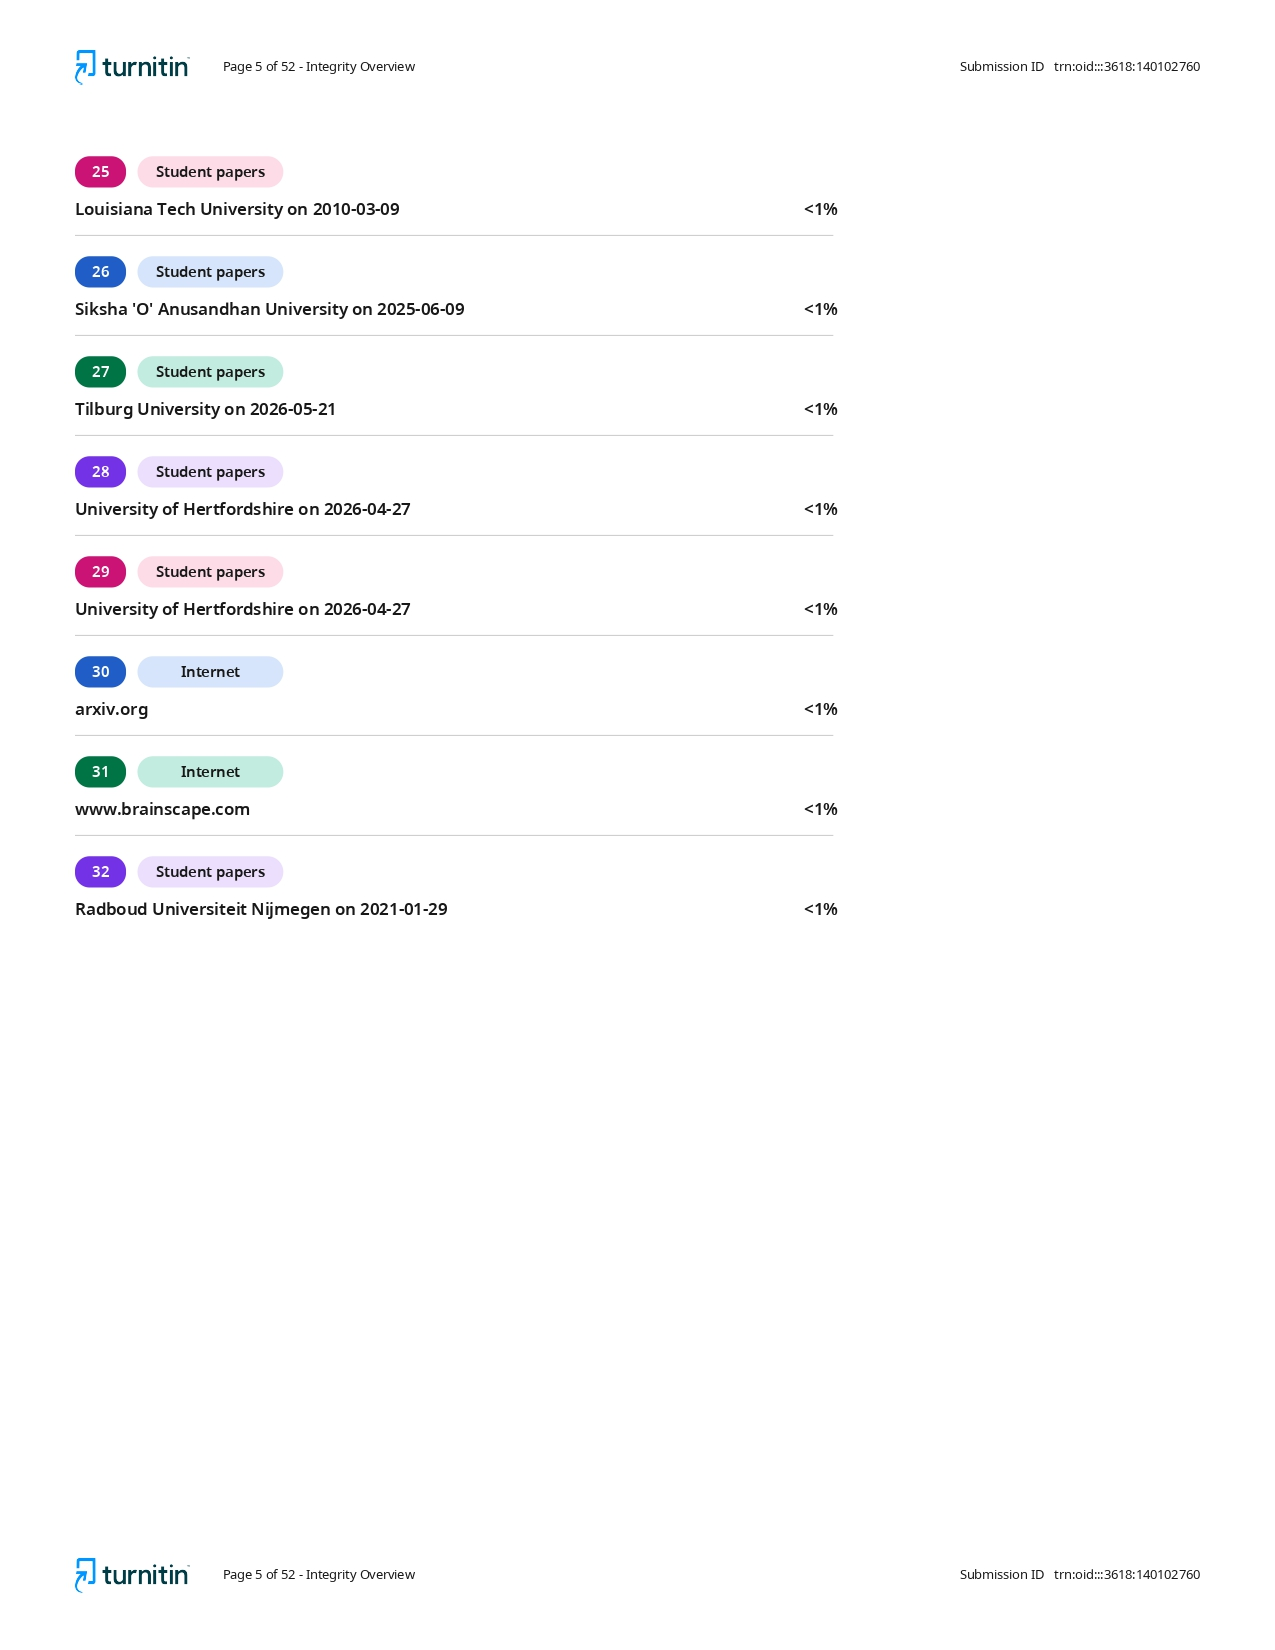 turnitin Page 5 of 52 - Integrity Overview Submission ID trn:oid:::3618:140102760
25 Student papers
Louisiana Tech University on 2010-03-09 <1%
26 Student papers
Siksha 'O' Anusandhan University on 2025-06-09 <1%
27 Student papers
Tilburg University on 2026-05-21 <1%
28 Student papers
University of Hertfordshire on 2026-04-27 <1%
29 Student papers
University of Hertfordshire on 2026-04-27 <1%
30 Internet
arxiv.org <1%
31 Internet
www.brainscape.com <1%
32 Student papers
Radboud Universiteit Nijmegen on 2021-01-29 <1%
turnitin Page 5 of 52 - Integrity Overview Submission ID trn:oid:::3618:140102760